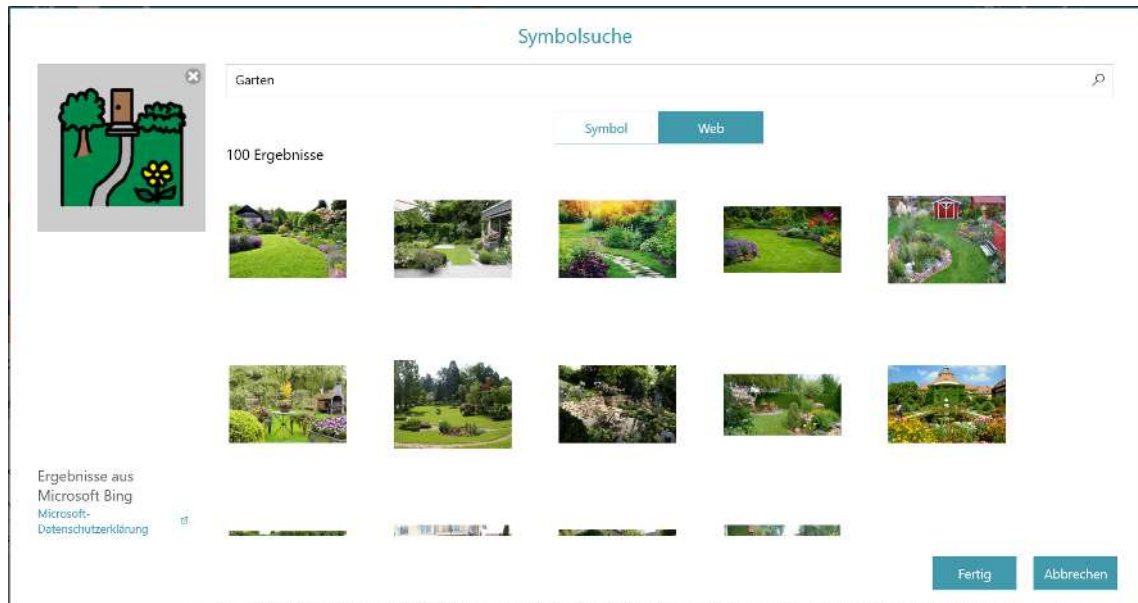 Symbolsuche
Garten
Symbol
Web
100 Ergebnisse
Ergebnisse aus
Microsoft Bing
Microsoft-
Datenschutzerklärung
Fertig
Abbrechen